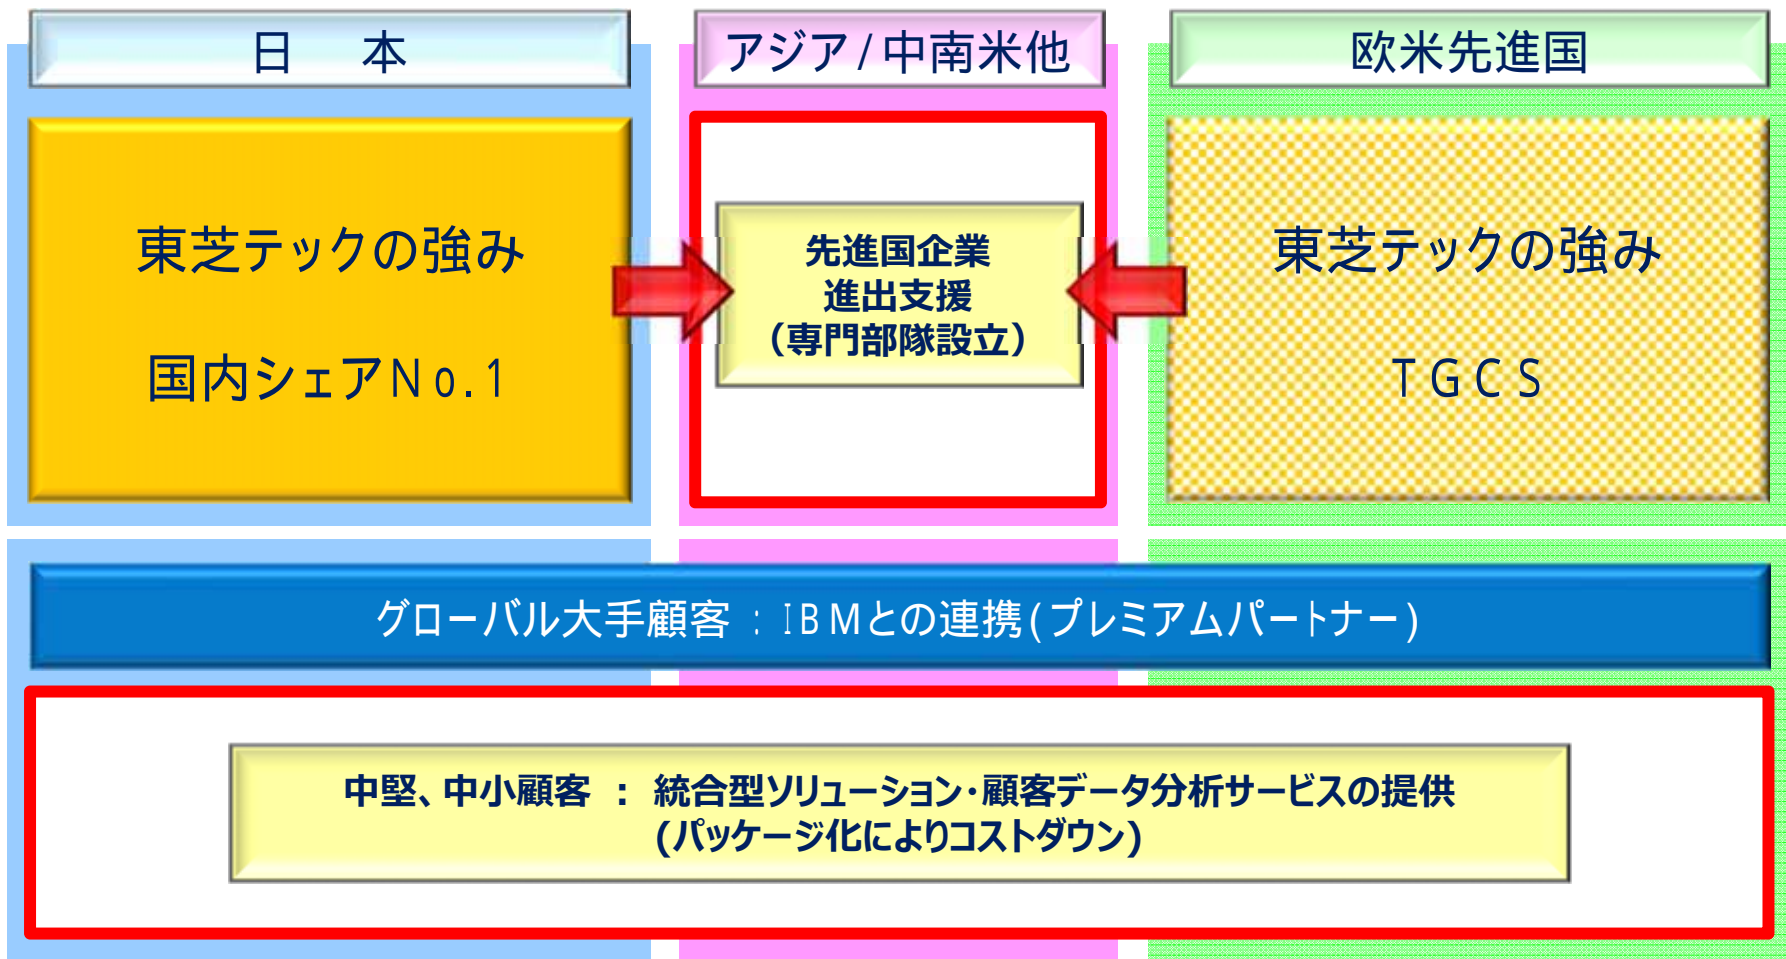 日　本
アジア/中南米他
欧米先進国
東芝テックの強み
国内シェアNo.1
先進国企業
進出支援
（専門部隊設立）
東芝テックの強み
TGCS
グローバル大手顧客：IBMとの連携(プレミアムパートナー)
中堅、中小顧客 ： 統合型ソリューション・顧客データ分析サービスの提供
(パッケージ化によりコストダウン)